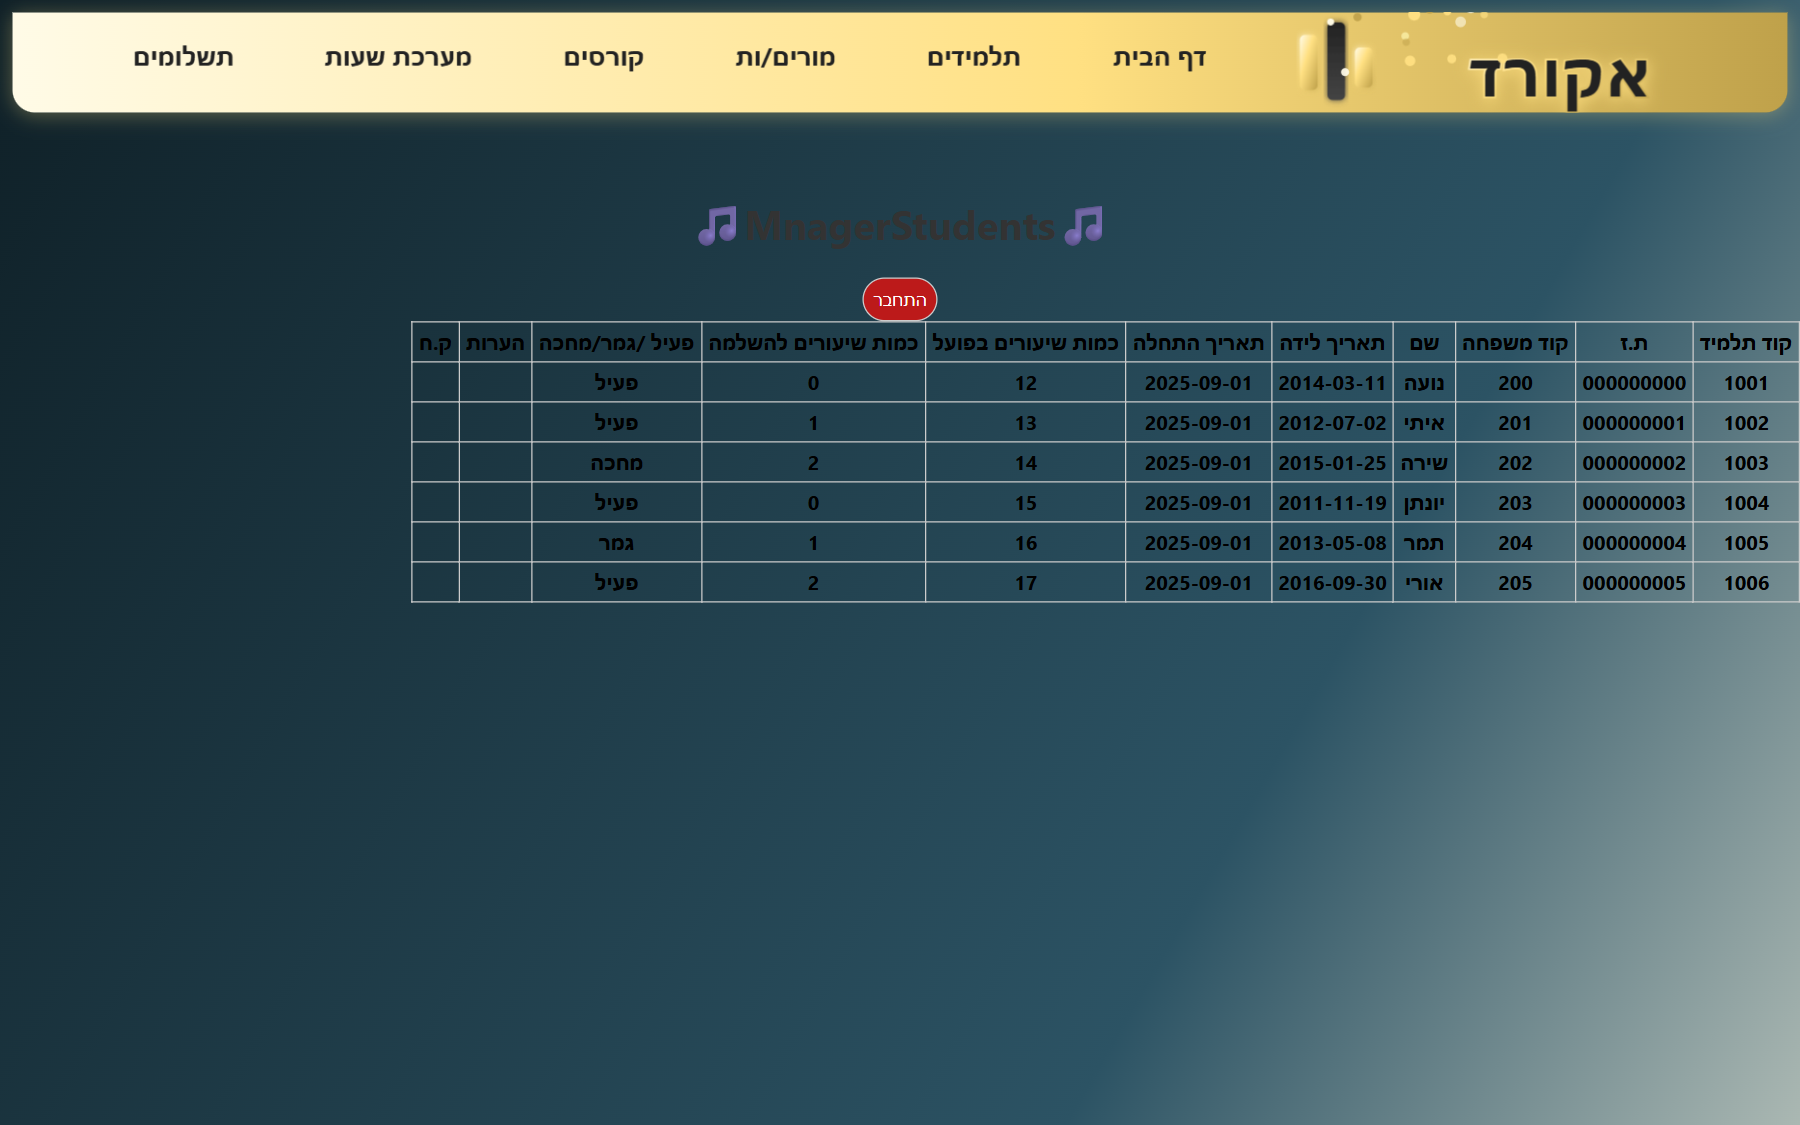 אקורד
דף הבית תלמידים מורים/ות קורסים מערכת שעות תשלומים
MnagerStudents
התחבר
קוד תלמיד ת.ז קוד משפחה שם תאריך לידה תאריך התחלה כמות שיעורים בפועל כמות שיעורים להשלמה פעיל /גמר/מחכה הערות ק.ח
1001 000000000 200 נועה 2014-03-11 2025-09-01 12 0 פעיל
1002 000000001 201 איתי 2012-07-02 2025-09-01 13 1 פעיל
1003 000000002 202 שירה 2015-01-25 2025-09-01 14 2 מחכה
1004 000000003 203 יונתן 2011-11-19 2025-09-01 15 0 פעיל
1005 000000004 204 תמר 2013-05-08 2025-09-01 16 1 גמר
1006 000000005 205 אורי 2016-09-30 2025-09-01 17 2 פעיל